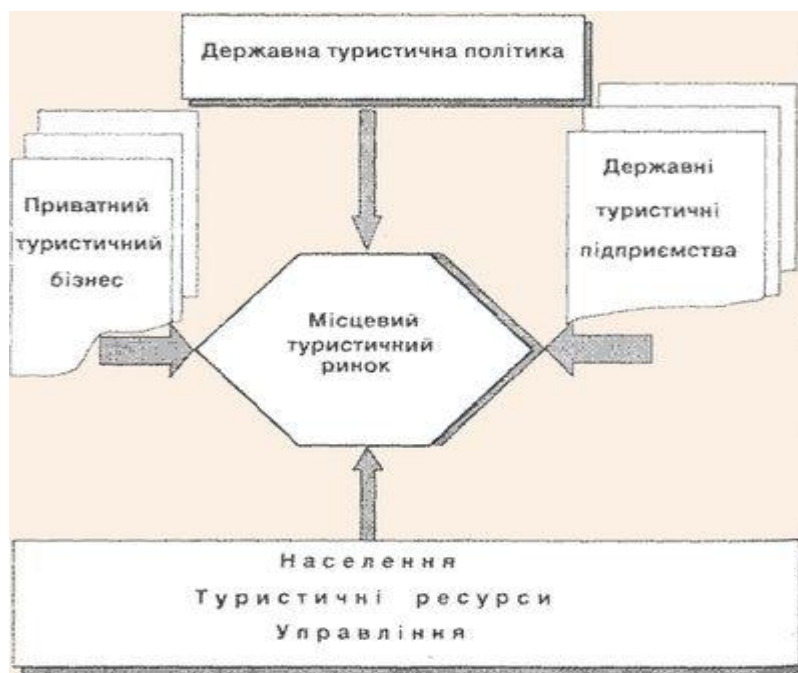 Державна туристична політика
Приватний
туристичний
бізнес
Державні
туристичні
підприємства
Місцевий
туристичний
ринок
Населення
Туристичні ресурси
Управління